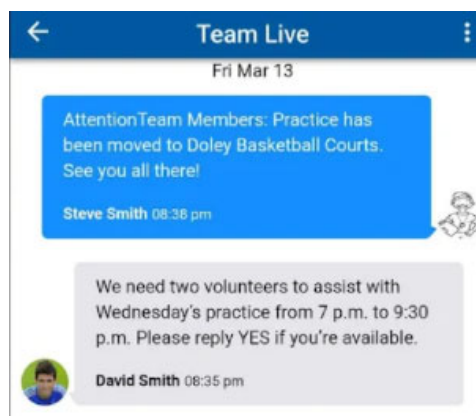 Team Live
Fri Mar 13
AttentionTeam Members: Practice has
been moved to Doley Basketball Courts.
See you all there!
Steve Smith 08:38 pm
We need two volunteers to assist with
Wednesday's practice from 7 p.m. to 9:30
p.m. Please reply YES if you're available.
David Smith 08:35 pm